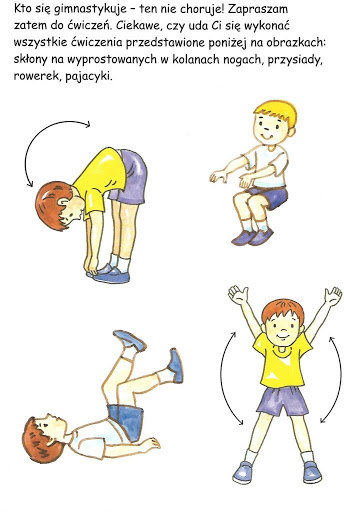 Kto się gimnastykuje – ten nie choruje! Zapraszam
zatem do ćwiczeń. Ciekawe, czy uda Ci się wykonać
wszystkie ćwiczenia przedstawione poniżej na obrazkach:
skłony na wyprostowanych w kolanach nogach, przysiady,
rowerek, pajacyki.